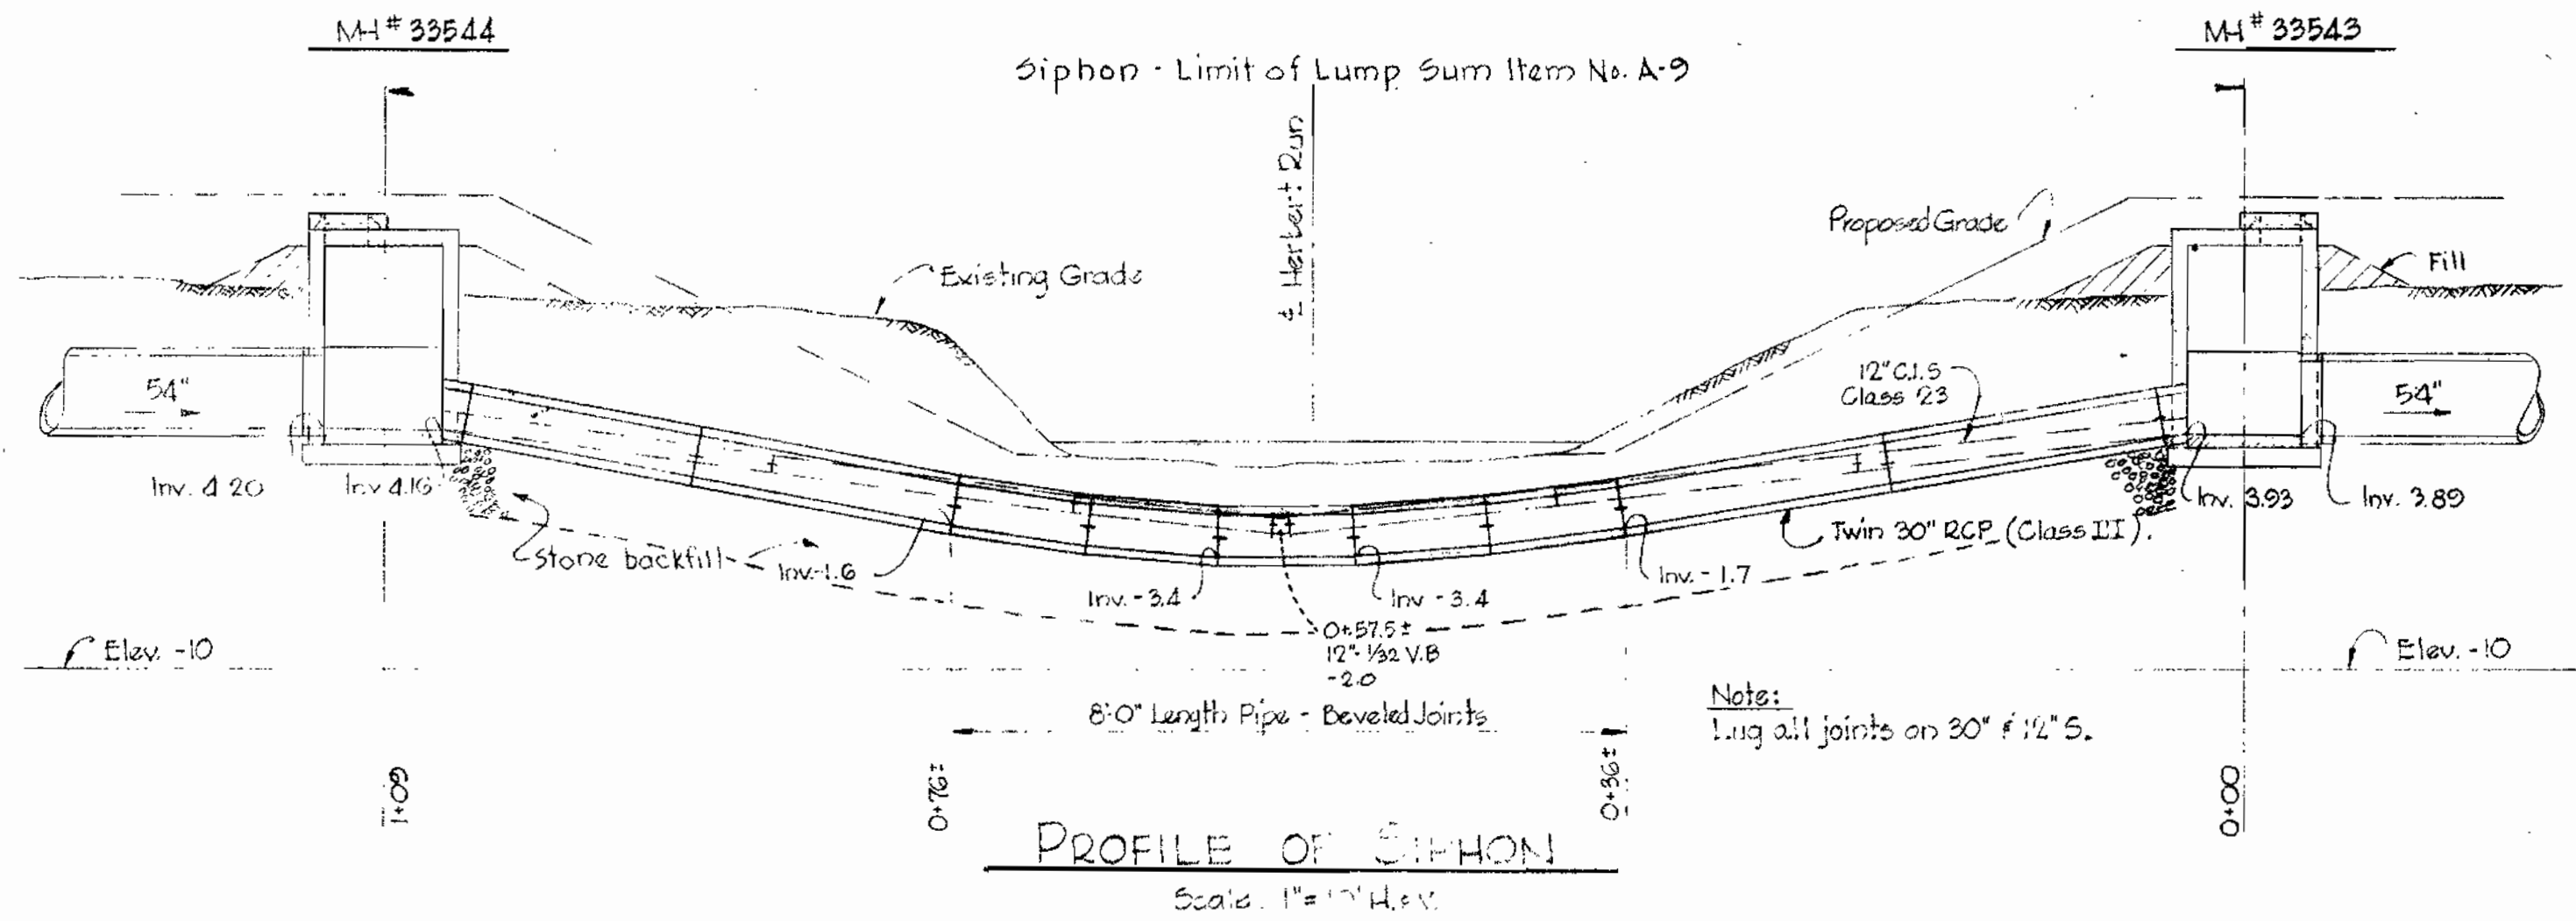 MH # 33544
MH # 33543
Siphon - Limit of Lump Sum Item No. A-9
℄ Herbert Run
Proposed Grade
Existing Grade
Fill
12" C.I.S
Class 23
54"
54"
Inv. 4.20
Inv 4.16
Inv. 3.93
Inv. 3.89
Stone backfill
Inv.-1.6
Twin 30" RCP (Class III).
Inv. -3.4
Inv -3.4
Inv. -1.7
0+57.5±
12"- 1/32 V.B
-2.0
Elev. -10
Elev. -10
8'-0" Length Pipe - Beveled Joints
Note:
Lug all joints on 30" & 12" S.
1+09
0+76±
0+36±
0+00
PROFILE OF SIPHON
Scale. 1"= H. & V.